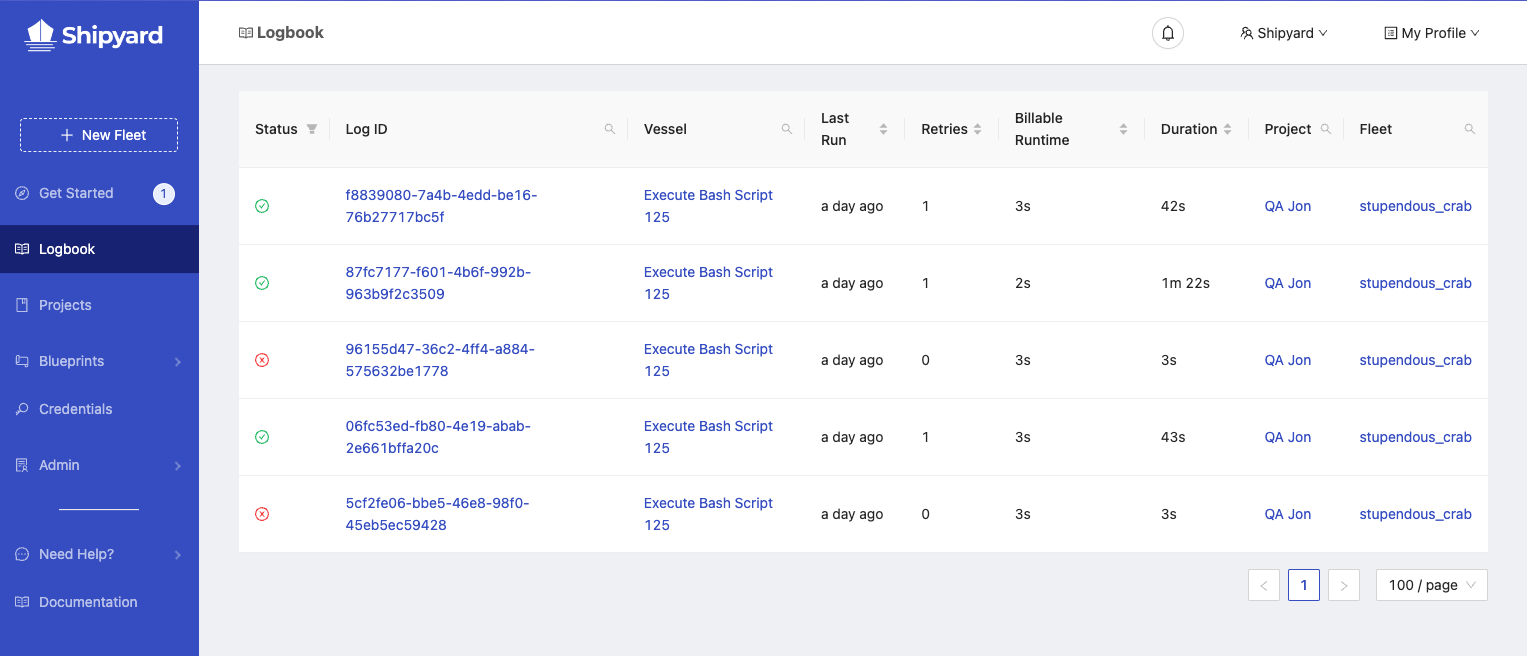 Shipyard
Logbook
Shipyard
My Profile
New Fleet
Get Started
1
Logbook
Projects
Blueprints
Credentials
Admin
Need Help?
Documentation
Status Log ID Vessel Last Run Retries Billable Runtime Duration Project Fleet
f8839080-7a4b-4edd-be16- Execute Bash Script
76b27717bc5f 125 a day ago 1 3s 42s QA Jon stupendous_crab
87fc7177-f601-4b6f-992b- Execute Bash Script
963b9f2c3509 125 a day ago 1 2s 1m 22s QA Jon stupendous_crab
96155d47-36c2-4ff4-a884- Execute Bash Script
575632be1778 125 a day ago 0 3s 3s QA Jon stupendous_crab
06fc53ed-fb80-4e19-abab- Execute Bash Script
2e661bffa20c 125 a day ago 1 3s 43s QA Jon stupendous_crab
5cf2fe06-bbe5-46e8-98f0- Execute Bash Script
45eb5ec59428 125 a day ago 0 3s 3s QA Jon stupendous_crab
1
100 / page